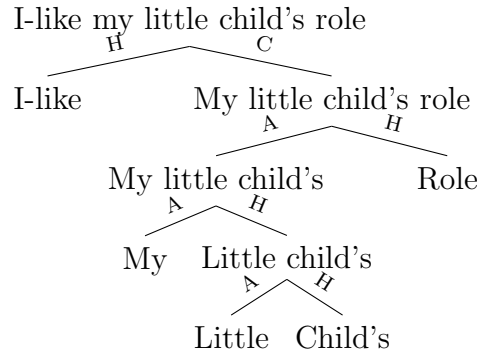 I-like my little child's role
H C
I-like My little child's role
A H
My little child's Role
A H
My Little child's
A H
Little Child's